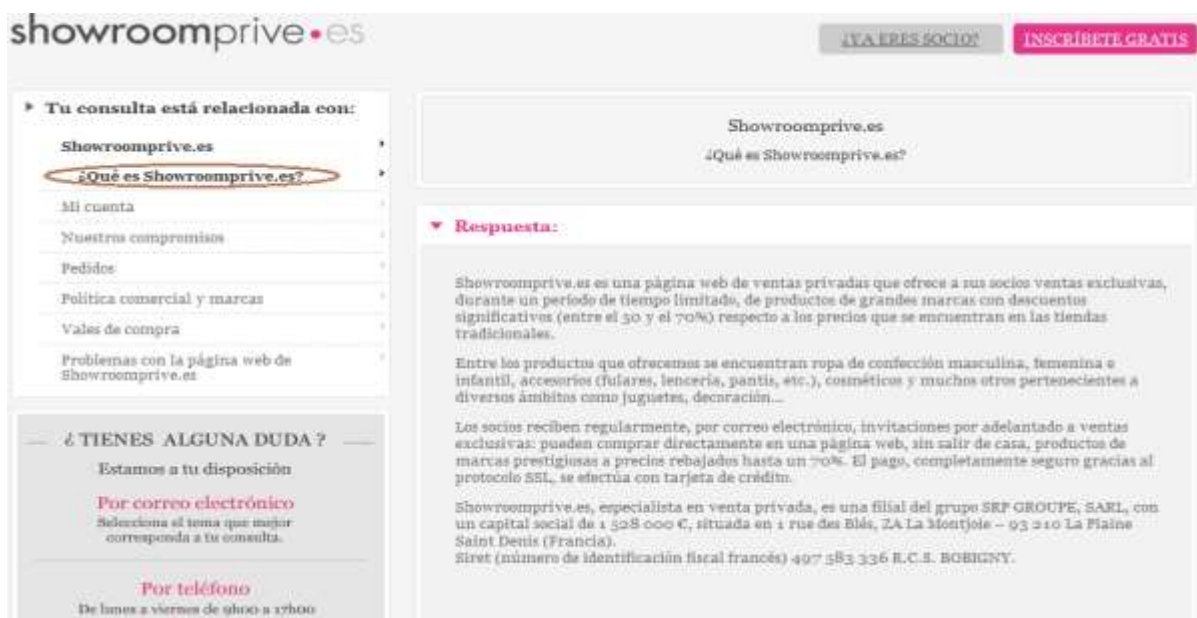 showroomprive•es
¿YA ERES SOCIO?
INSCRÍBETE GRATIS
Tu consulta está relacionada con:
Showroomprive.es
¿Qué es Showroomprive.es?
Mi cuenta
Nuestros compromisos
Pedidos
Política comercial y marcas
Vales de compra
Problemas con la página web de
Showroomprive.es
¿ TIENES ALGUNA DUDA ?
Estamos a tu disposición
Por correo electrónico
Selecciona el tema que mejor
corresponda a tu consulta.
Por teléfono
De lunes a viernes de 9h00 a 17h00
Showroomprive.es
¿Qué es Showroomprive.es?
Respuesta:
Showroomprive.es es una página web de ventas privadas que ofrece a sus socios ventas exclusivas,
durante un período de tiempo limitado, de productos de grandes marcas con descuentos
significativos (entre el 50 y el 70%) respecto a los precios que se encuentran en las tiendas
tradicionales.
Entre los productos que ofrecemos se encuentran ropa de confección masculina, femenina e
infantil, accesorios (fulares, lencería, pantis, etc.), cosméticos y muchos otros pertenecientes a
diversos ámbitos como juguetes, decoración...
Los socios reciben regularmente, por correo electrónico, invitaciones por adelantado a ventas
exclusivas: pueden comprar directamente en una página web, sin salir de casa, productos de
marcas prestigiosas a precios rebajados hasta un 70%. El pago, completamente seguro gracias al
protocolo SSL, se efectúa con tarjeta de crédito.
Showroomprive.es, especialista en venta privada, es una filial del grupo SRP GROUPE, SARL, con
un capital social de 1 528 000 €, situada en 1 rue des Blés, ZA La Montjoie – 93 210 La Plaine
Saint Denis (Francia).
Siret (número de identificación fiscal francés) 497 583 336 R.C.S. BOBIGNY.